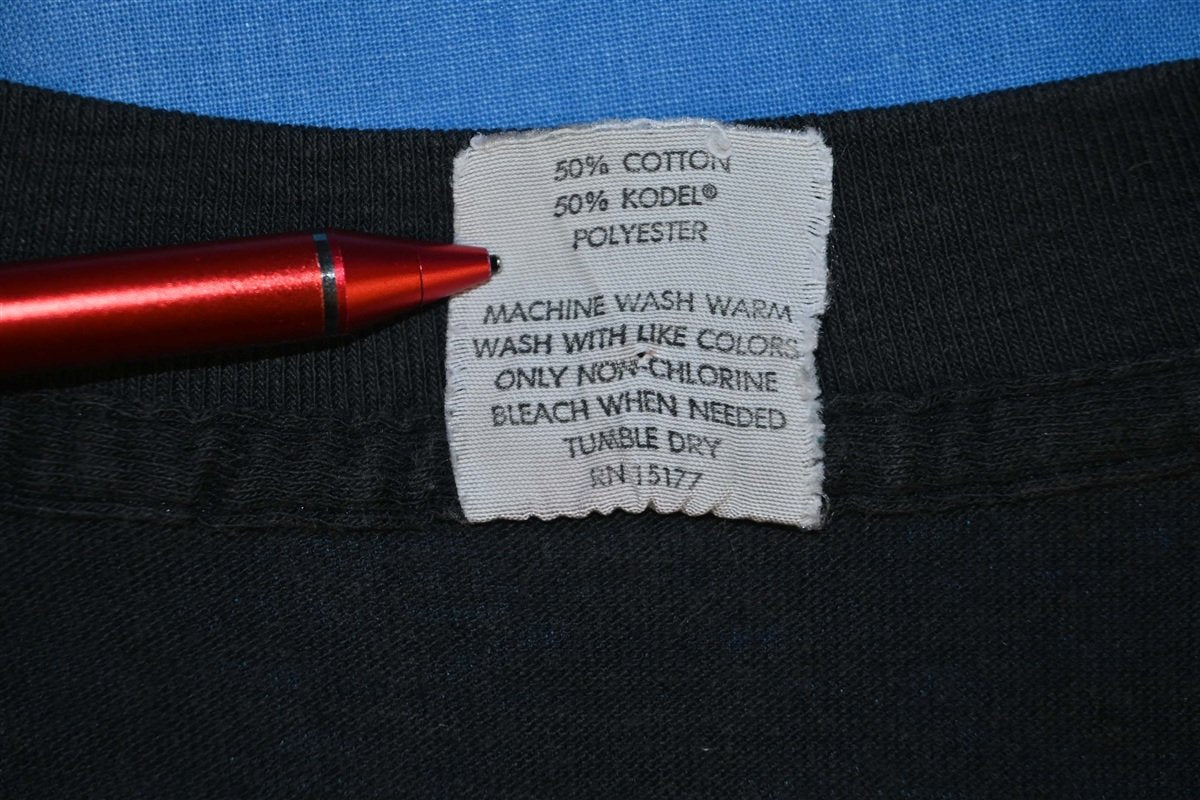 50% COTTON
50% KODEL®
POLYESTER
MACHINE WASH WARM
WASH WITH LIKE COLORS
ONLY NON-CHLORINE
BLEACH WHEN NEEDED
TUMBLE DRY
RN 15177